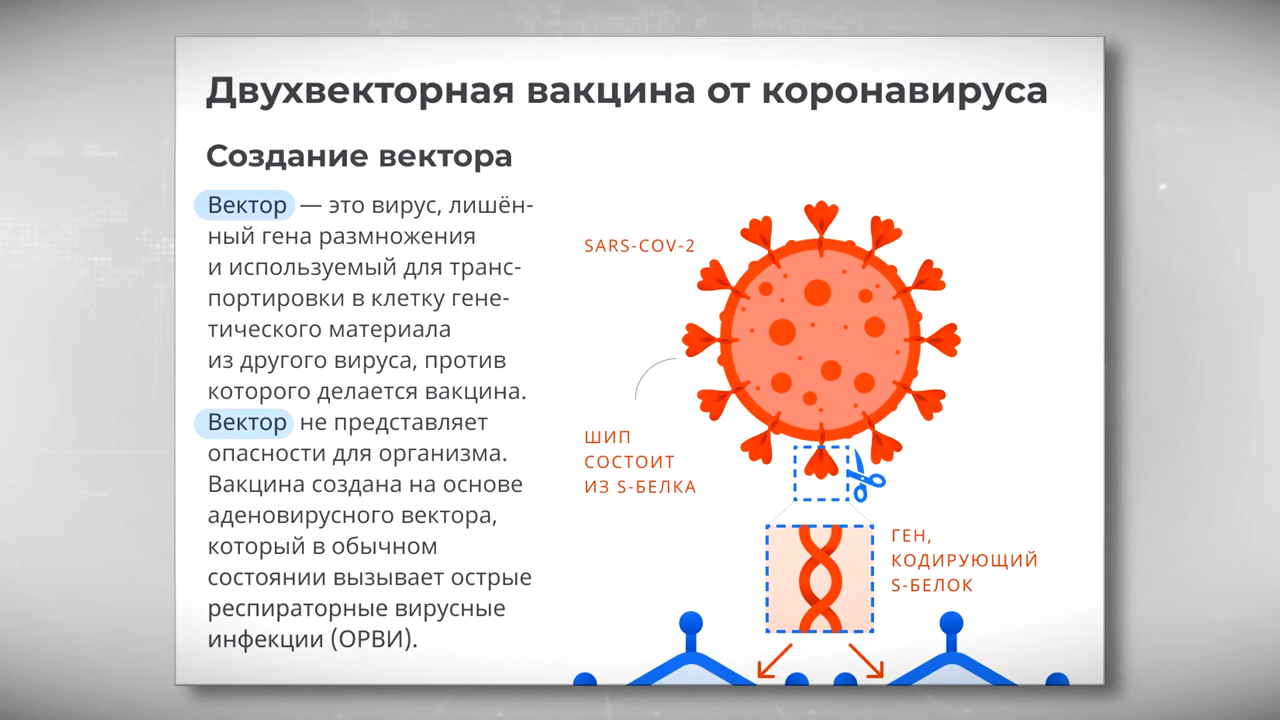 Двухвекторная вакцина от коронавируса
Создание вектора
Вектор — это вирус, лишён-
ный гена размножения
и используемый для транс-
портировки в клетку гене-
тического материала
из другого вируса, против
которого делается вакцина.
Вектор не представляет
опасности для организма.
Вакцина создана на основе
аденовирусного вектора,
который в обычном
состоянии вызывает острые
респираторные вирусные
инфекции (ОРВИ).
SARS-COV-2
ШИП
СОСТОИТ
ИЗ S-БЕЛКА
ГЕН,
КОДИРУЮЩИЙ
S-БЕЛОК